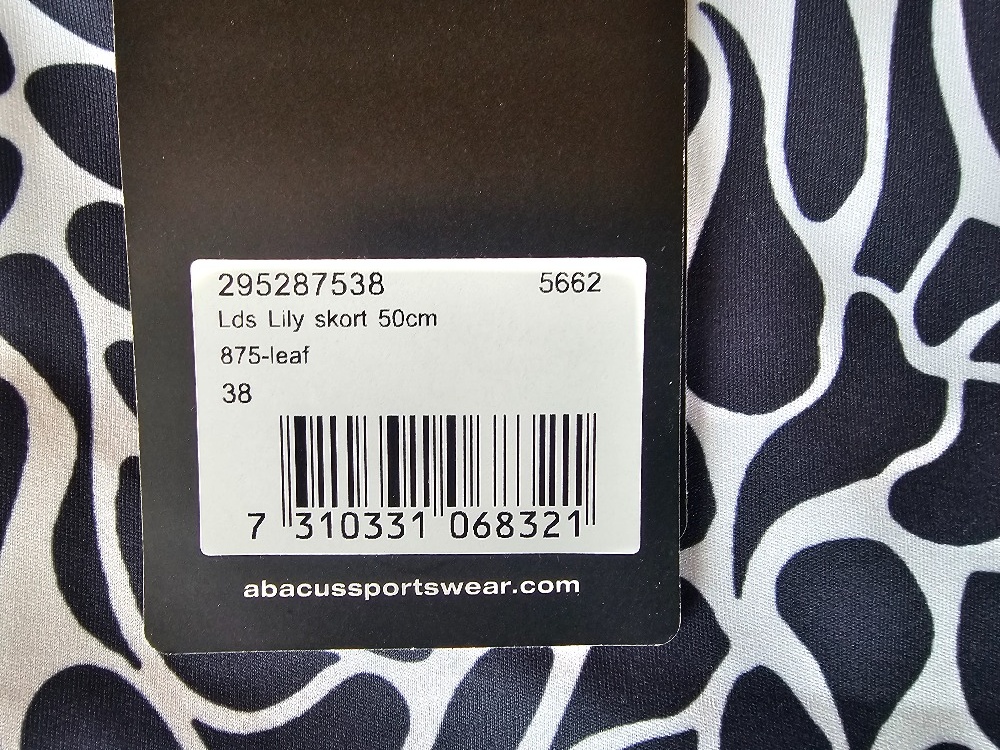 295287538 5662
Lds Lily skort 50cm
875-leaf
38
7 310331 068321
abacussportswear.com